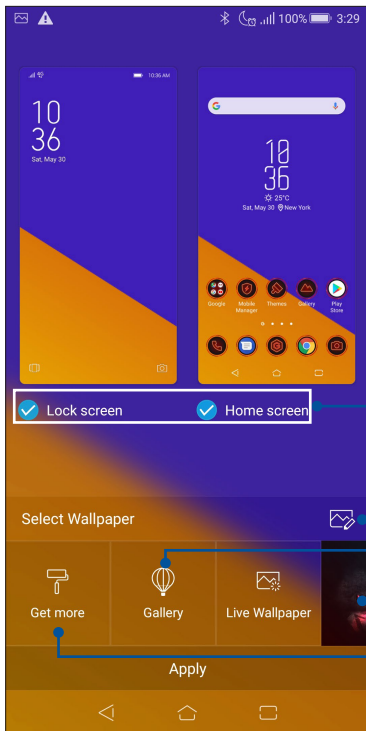 100% 3:29
10:36 AM
10
36
Sat, May 30
G
10
36
25°C
Sat, May 30 New York
Google Mobile Manager Themes Gallery Play Store
Lock screen Home screen
Select Wallpaper
Get more Gallery Live Wallpaper
Apply